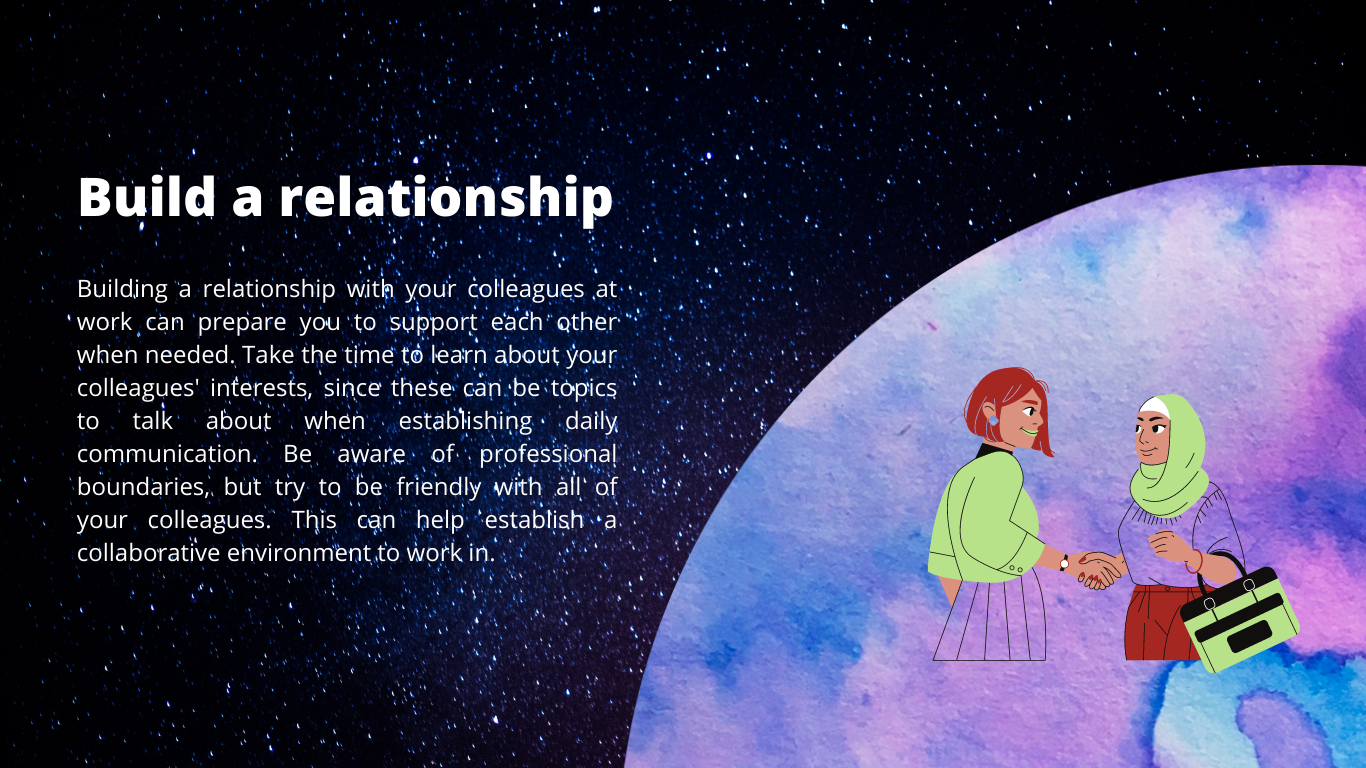 Build a relationship
Building a relationship with your colleagues at
work can prepare you to support each other
when needed. Take the time to learn about your
colleagues' interests, since these can be topics
to talk about when establishing daily
communication. Be aware of professional
boundaries, but try to be friendly with all of
your colleagues. This can help establish a
collaborative environment to work in.